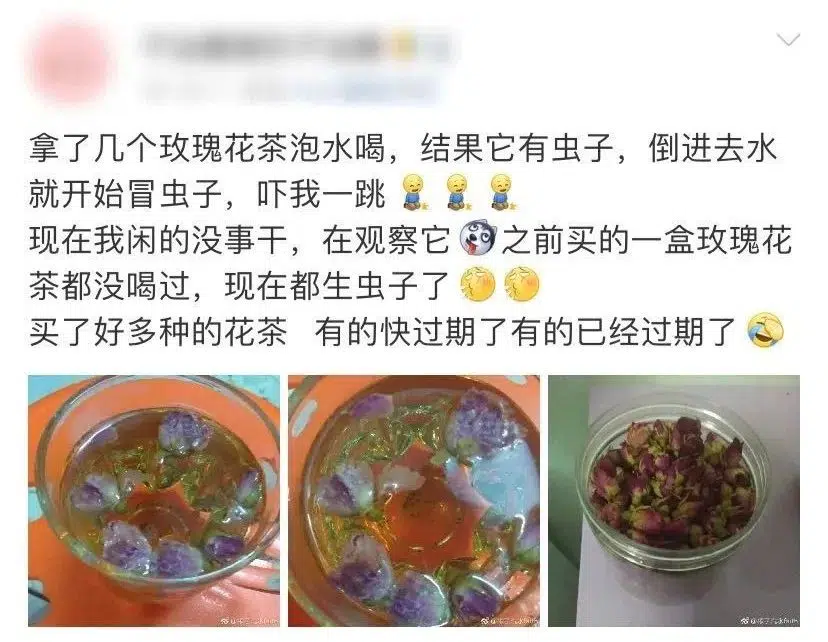 拿了几个玫瑰花茶泡水喝，结果它有虫子，倒进去水
就开始冒虫子，吓我一跳
现在我闲的没事干，在观察它 之前买的一盒玫瑰花
茶都没喝过，现在都生虫子了
买了好多种的花茶 有的快过期了有的已经过期了